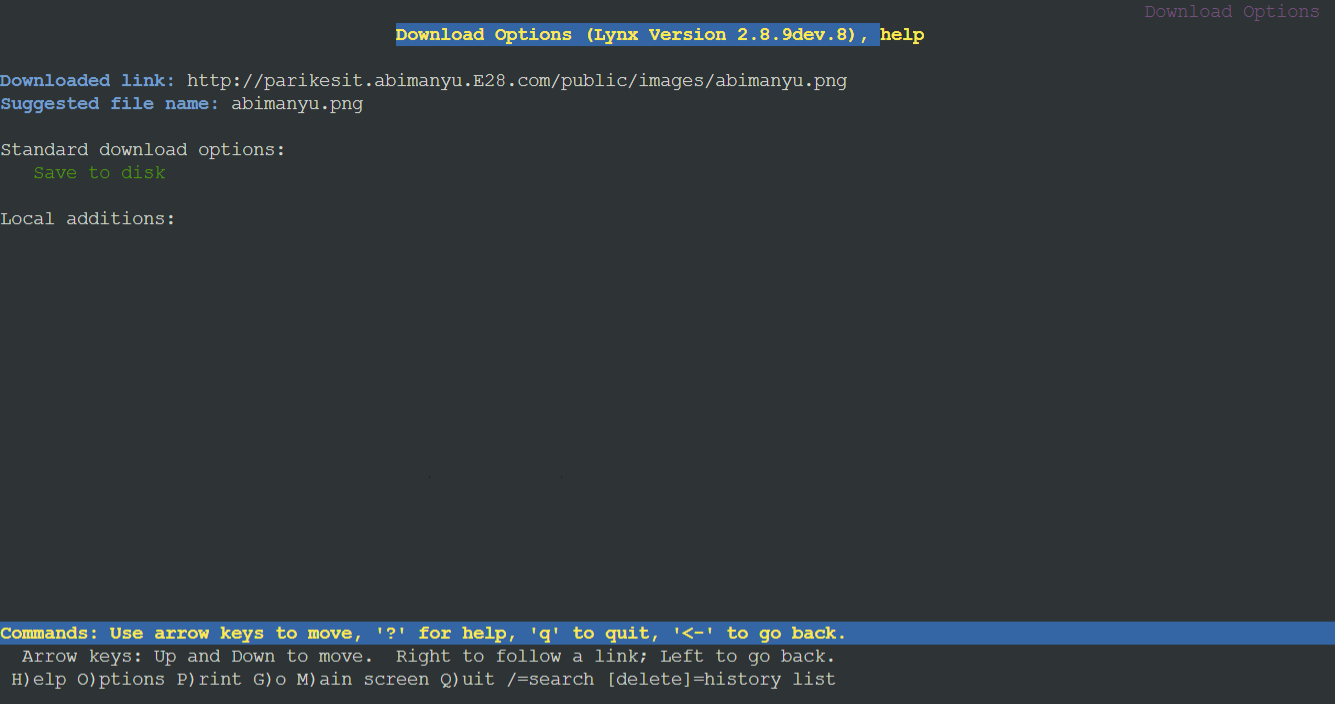 Download Options
Download Options (Lynx Version 2.8.9dev.8), help
Downloaded link: http://parikesit.abimanyu.E28.com/public/images/abimanyu.png
Suggested file name: abimanyu.png
Standard download options:
Save to disk
Local additions:
Commands: Use arrow keys to move, '?' for help, 'q' to quit, '<-' to go back.
Arrow keys: Up and Down to move.  Right to follow a link; Left to go back.
H)elp O)ptions P)rint G)o M)ain screen Q)uit /=search [delete]=history list